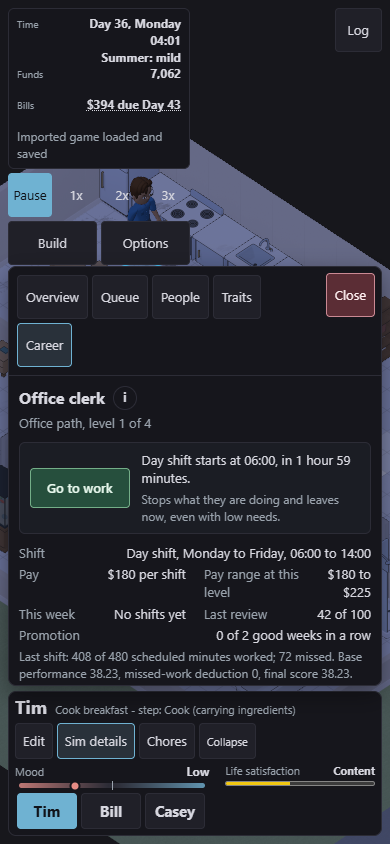 Time Day 36, Monday
04:01
Summer: mild
Funds 7,062
Bills $394 due Day 43
Imported game loaded and
saved
Log
Pause 1x 2x 3x
Build Options
Overview Queue People Traits Close
Career
Office clerk i
Office path, level 1 of 4
Go to work
Day shift starts at 06:00, in 1 hour 59
minutes.
Stops what they are doing and leaves
now, even with low needs.
Shift Day shift, Monday to Friday, 06:00 to 14:00
Pay $180 per shift
Pay range at this
level
$180 to
$225
This week No shifts yet
Last review 42 of 100
Promotion 0 of 2 good weeks in a row
Last shift: 408 of 480 scheduled minutes worked; 72 missed. Base
performance 38.23, missed-work deduction 0, final score 38.23.
Tim Cook breakfast - step: Cook (carrying ingredients)
Edit Sim details Chores Collapse
Mood Low
Life satisfaction Content
Tim Bill Casey